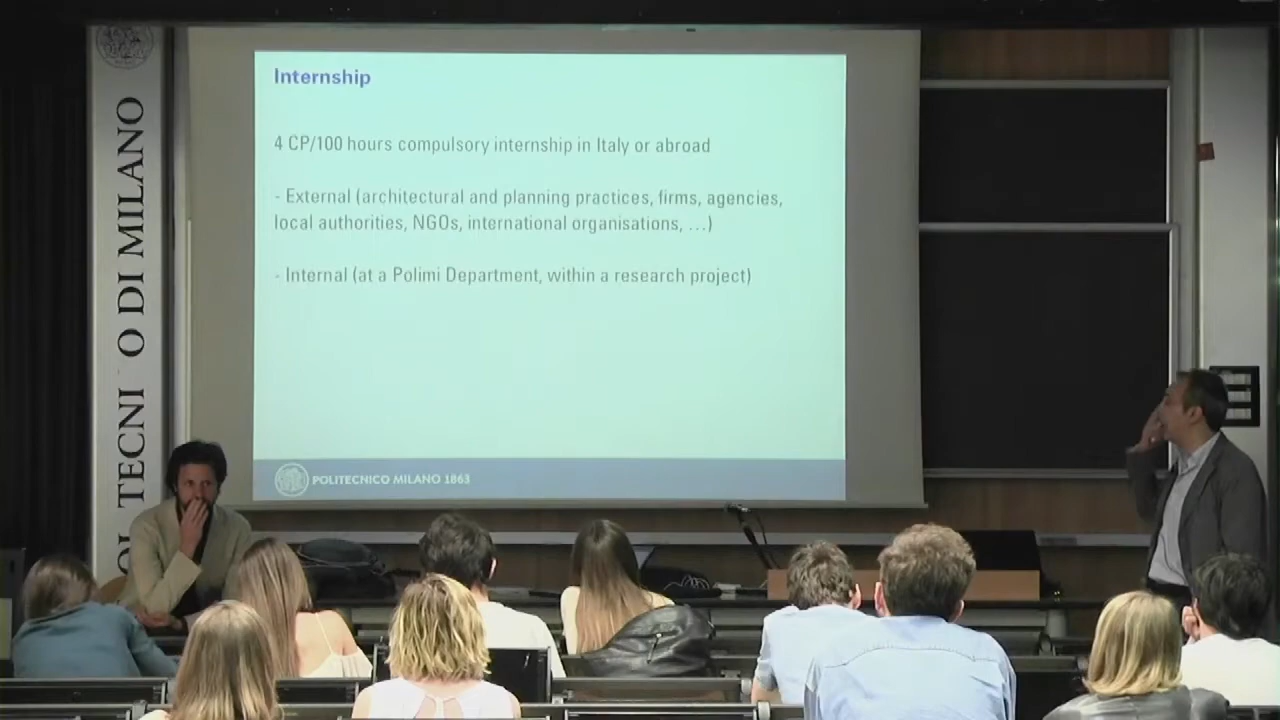 Internship
4 CP/100 hours compulsory internship in Italy or abroad
- External (architectural and planning practices, firms, agencies,
local authorities, NGOs, international organisations, …)
- Internal (at a Polimi Department, within a research project)
POLITECNICO MILANO 1863
OL TECNI O DI MILANO